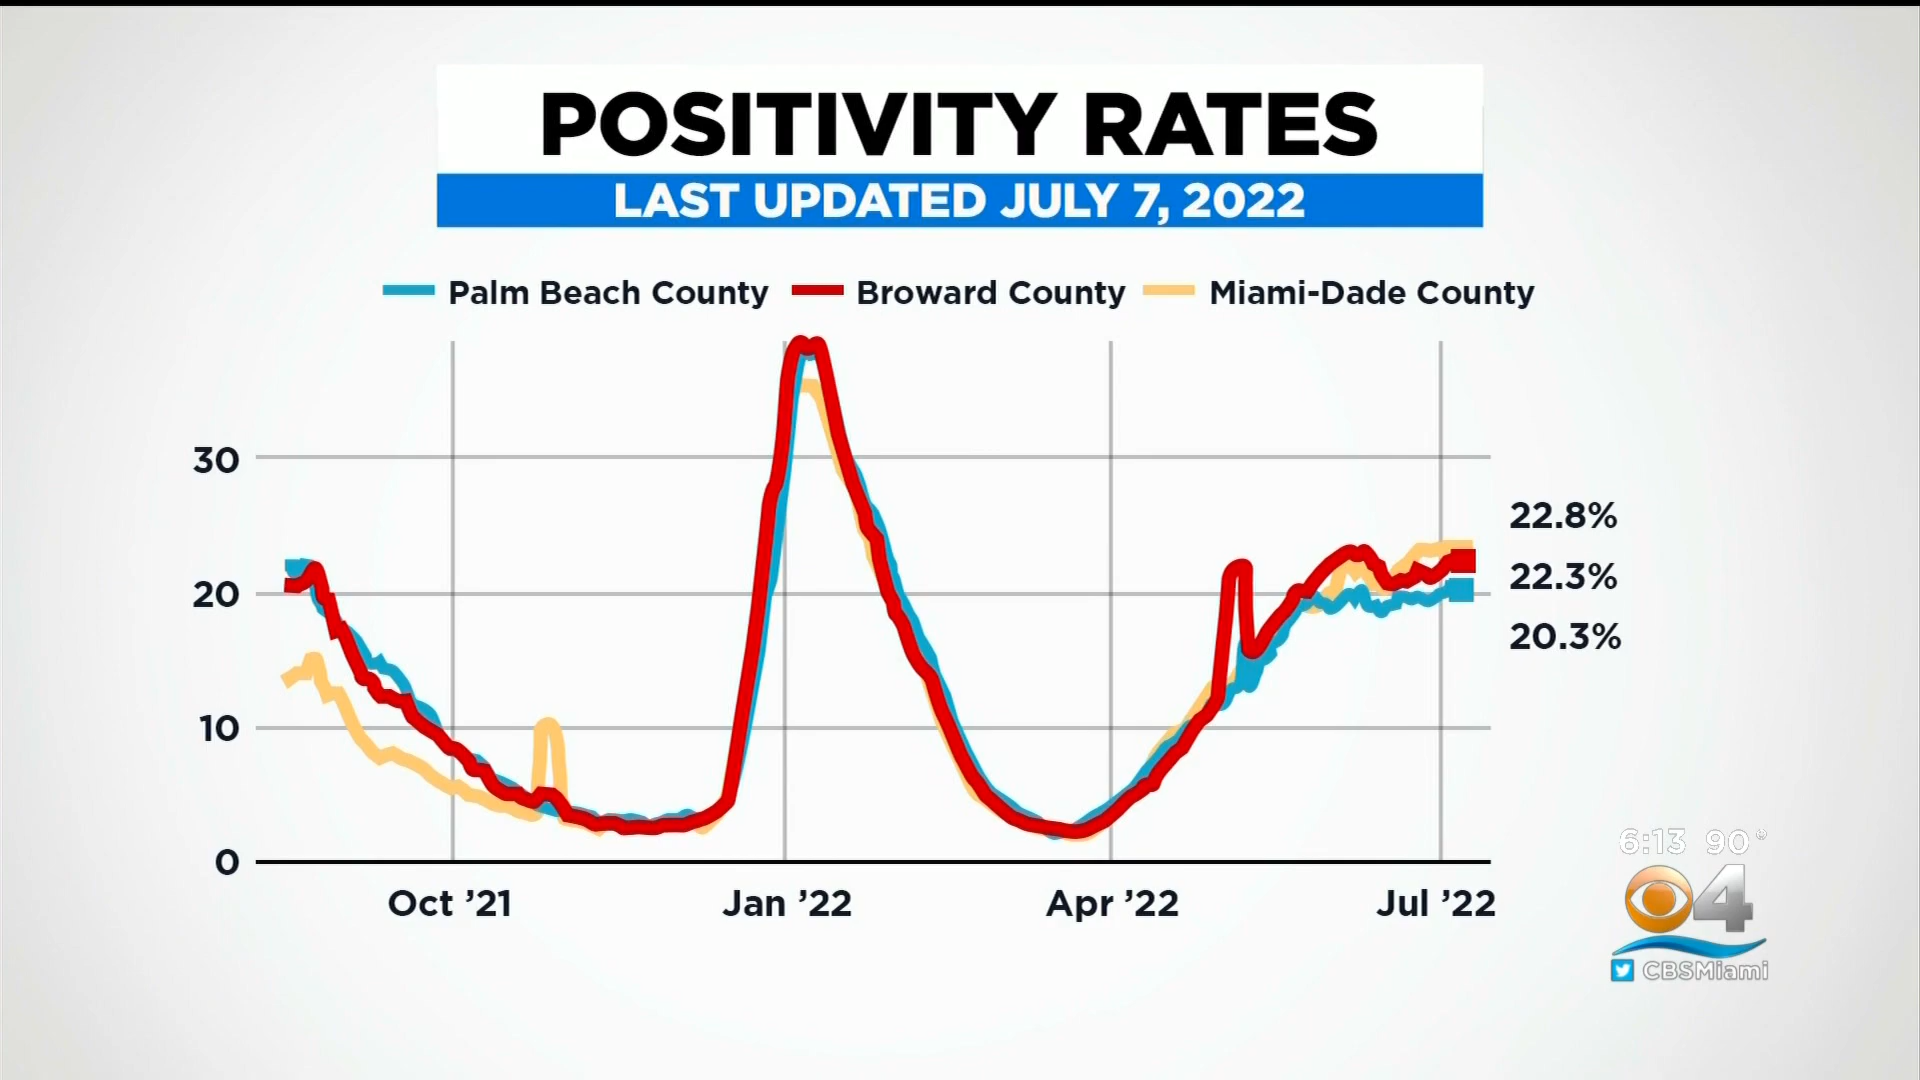 POSITIVITY RATES
LAST UPDATED JULY 7, 2022
Palm Beach County Broward County Miami-Dade County
30
20
10
0
22.8%
22.3%
20.3%
Oct ’21 Jan ’22 Apr ’22 Jul ’22
6:13 90°
4
CBSMiami